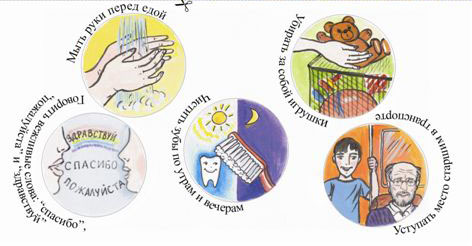 Мыть руки перед едой
Убирать за собой игрушки
Говорить вежливые слова: "спасибо",
"пожалуйста" и "здравствуй"
ЗДРАВСТВУЙ
СПАСИБО
ПОЖАЛУЙСТА
Чистить зубы по утрам и вечерам
Уступать место старшим в транспорте